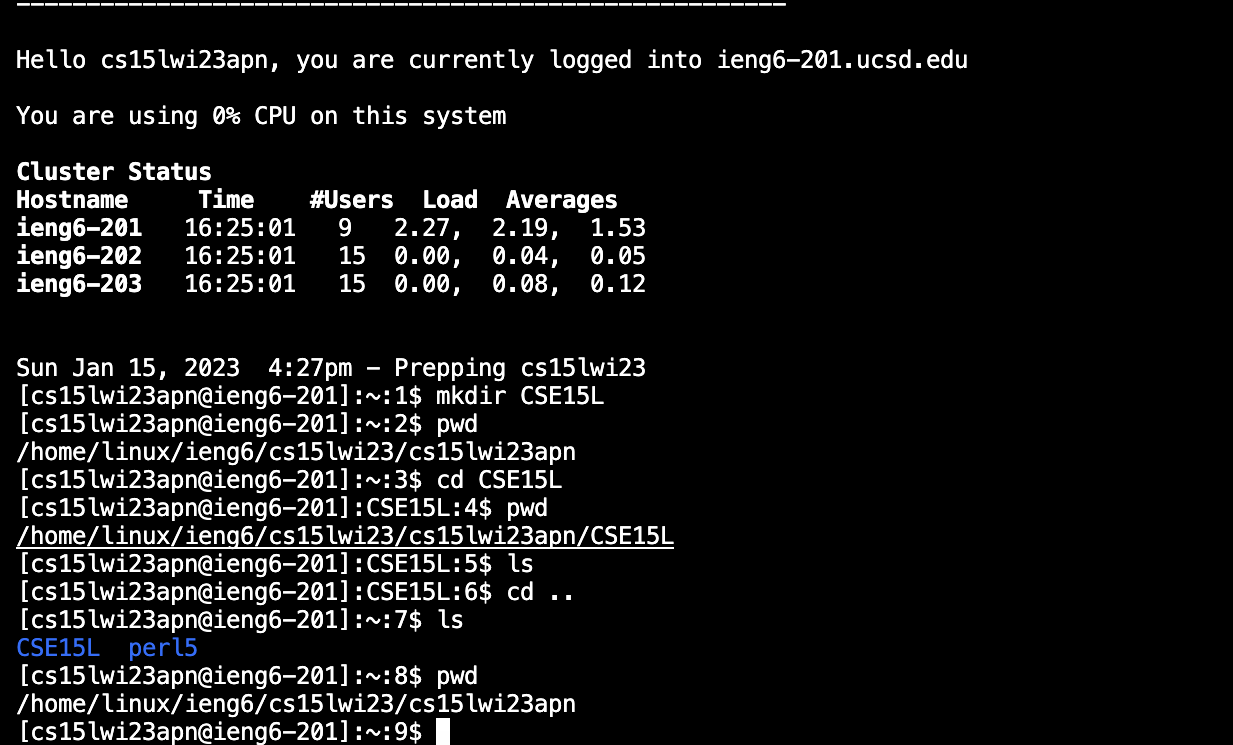 Hello cs15lwi23apn, you are currently logged into ieng6-201.ucsd.edu
You are using 0% CPU on this system
Cluster Status
Hostname     Time    #Users  Load  Averages
ieng6-201   16:25:01   9   2.27,  2.19,  1.53
ieng6-202   16:25:01   15  0.00,  0.04,  0.05
ieng6-203   16:25:01   15  0.00,  0.08,  0.12
Sun Jan 15, 2023  4:27pm - Prepping cs15lwi23
[cs15lwi23apn@ieng6-201]:~:1$ mkdir CSE15L
[cs15lwi23apn@ieng6-201]:~:2$ pwd
/home/linux/ieng6/cs15lwi23/cs15lwi23apn
[cs15lwi23apn@ieng6-201]:~:3$ cd CSE15L
[cs15lwi23apn@ieng6-201]:CSE15L:4$ pwd
/home/linux/ieng6/cs15lwi23/cs15lwi23apn/CSE15L
[cs15lwi23apn@ieng6-201]:CSE15L:5$ ls
[cs15lwi23apn@ieng6-201]:CSE15L:6$ cd ..
[cs15lwi23apn@ieng6-201]:~:7$ ls
CSE15L  perl5
[cs15lwi23apn@ieng6-201]:~:8$ pwd
/home/linux/ieng6/cs15lwi23/cs15lwi23apn
[cs15lwi23apn@ieng6-201]:~:9$